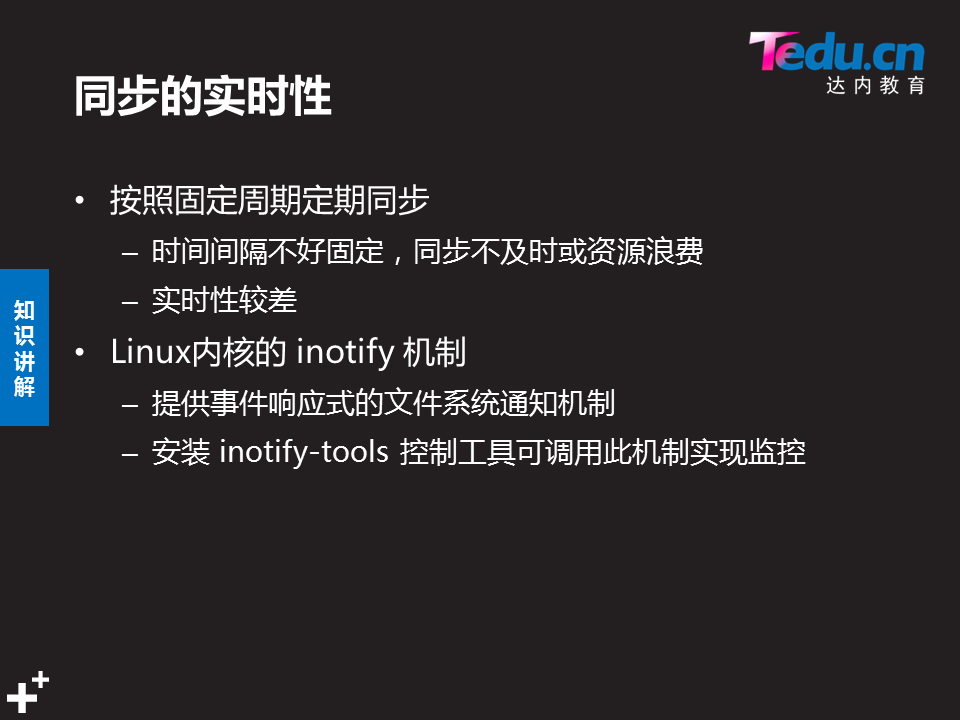 Tedu.cn
达内教育
同步的实时性
• 按照固定周期定期同步
– 时间间隔不好固定，同步不及时或资源浪费
– 实时性较差
• Linux内核的 inotify 机制
– 提供事件响应式的文件系统通知机制
– 安装 inotify-tools 控制工具可调用此机制实现监控
知
识
讲
解